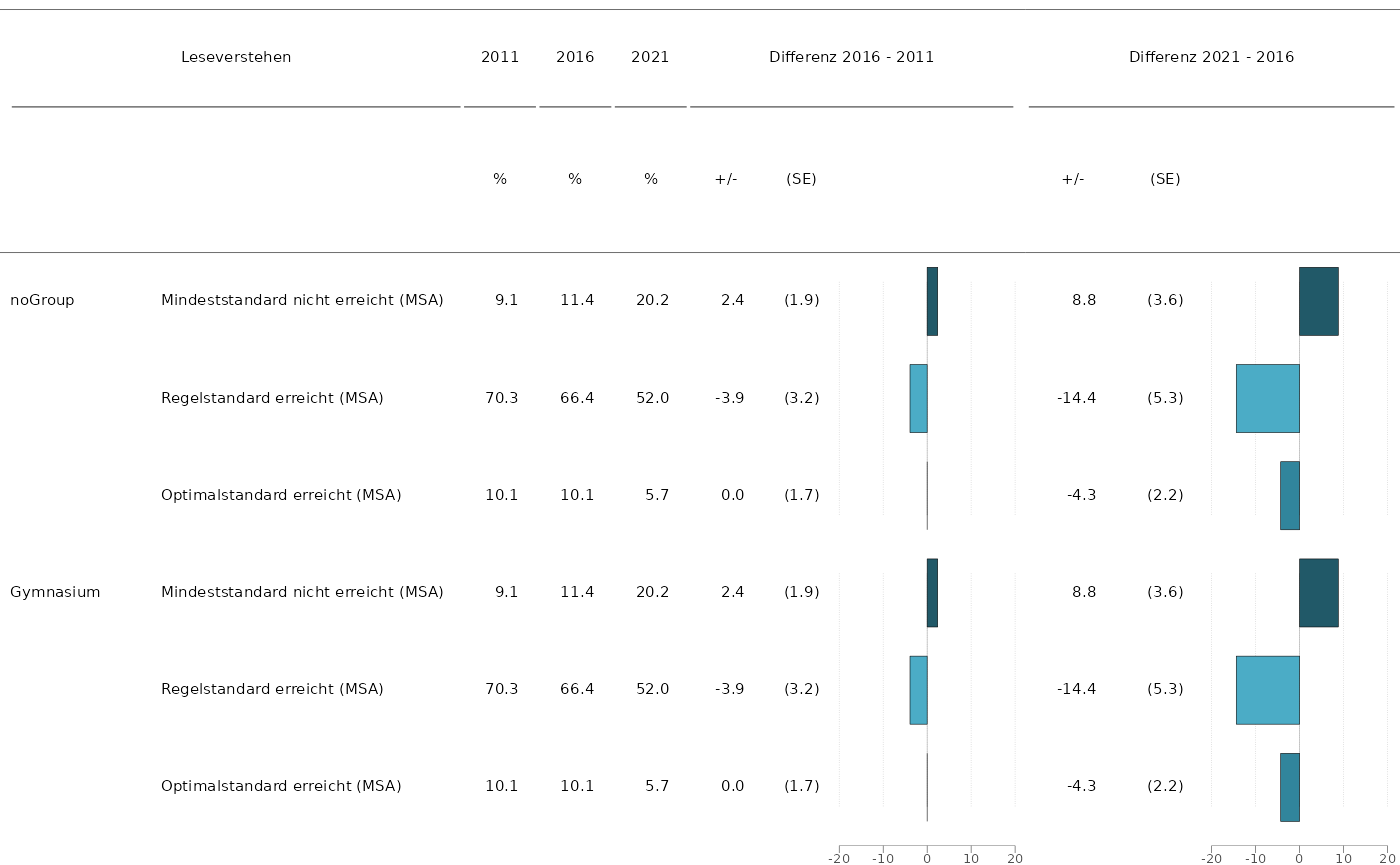 Leseverstehen 2011 2016 2021 Differenz 2016 - 2011 Differenz 2021 - 2016
% % % +/- (SE) +/- (SE)
noGroup Mindeststandard nicht erreicht (MSA) 9.1 11.4 20.2 2.4 (1.9) 8.8 (3.6)
Regelstandard erreicht (MSA) 70.3 66.4 52.0 -3.9 (3.2) -14.4 (5.3)
Optimalstandard erreicht (MSA) 10.1 10.1 5.7 0.0 (1.7) -4.3 (2.2)
Gymnasium Mindeststandard nicht erreicht (MSA) 9.1 11.4 20.2 2.4 (1.9) 8.8 (3.6)
Regelstandard erreicht (MSA) 70.3 66.4 52.0 -3.9 (3.2) -14.4 (5.3)
Optimalstandard erreicht (MSA) 10.1 10.1 5.7 0.0 (1.7) -4.3 (2.2)
-20 -10 0 10 20 -20 -10 0 10 20